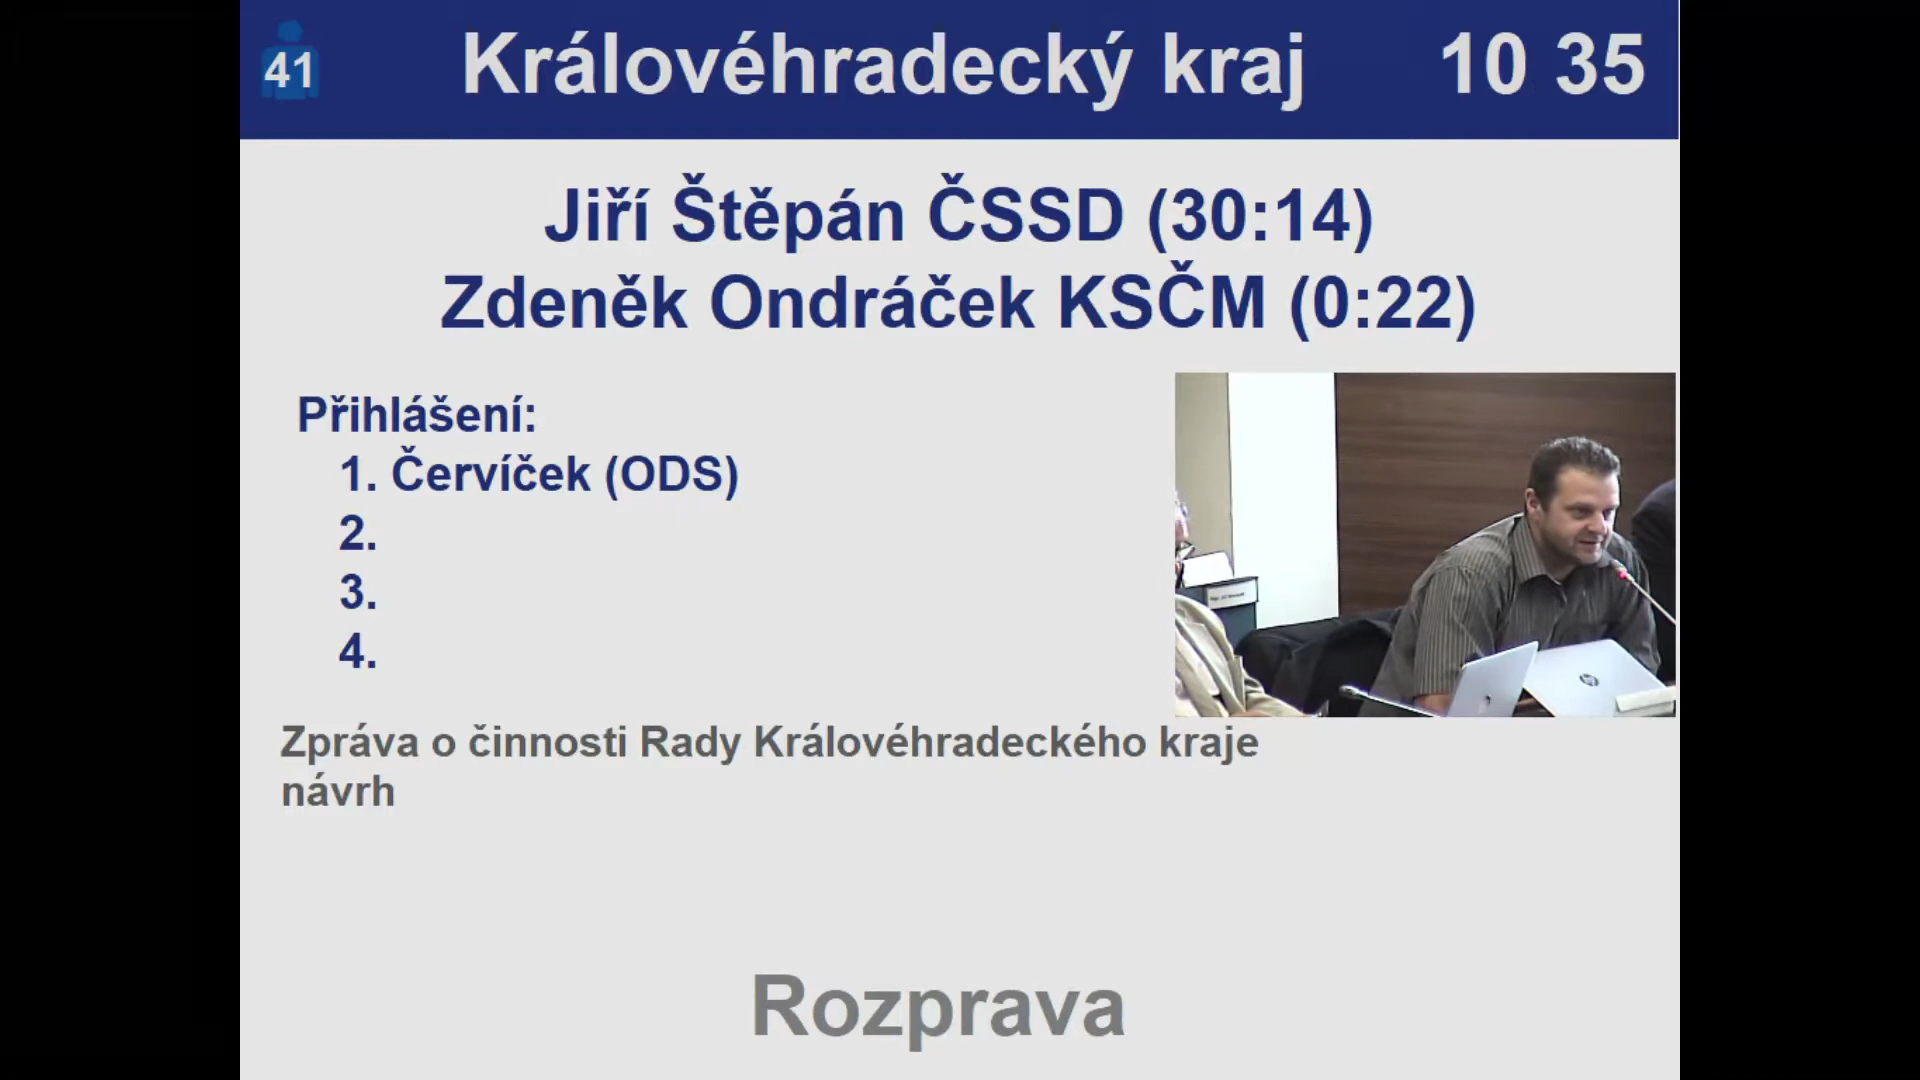 41 Královéhradecký kraj 10 35
Jiří Štěpán ČSSD (30:14)
Zdeněk Ondráček KSČM (0:22)
Přihlášení:
1. Červíček (ODS)
2.
3.
4.
Zpráva o činnosti Rady Královéhradeckého kraje
návrh
Rozprava